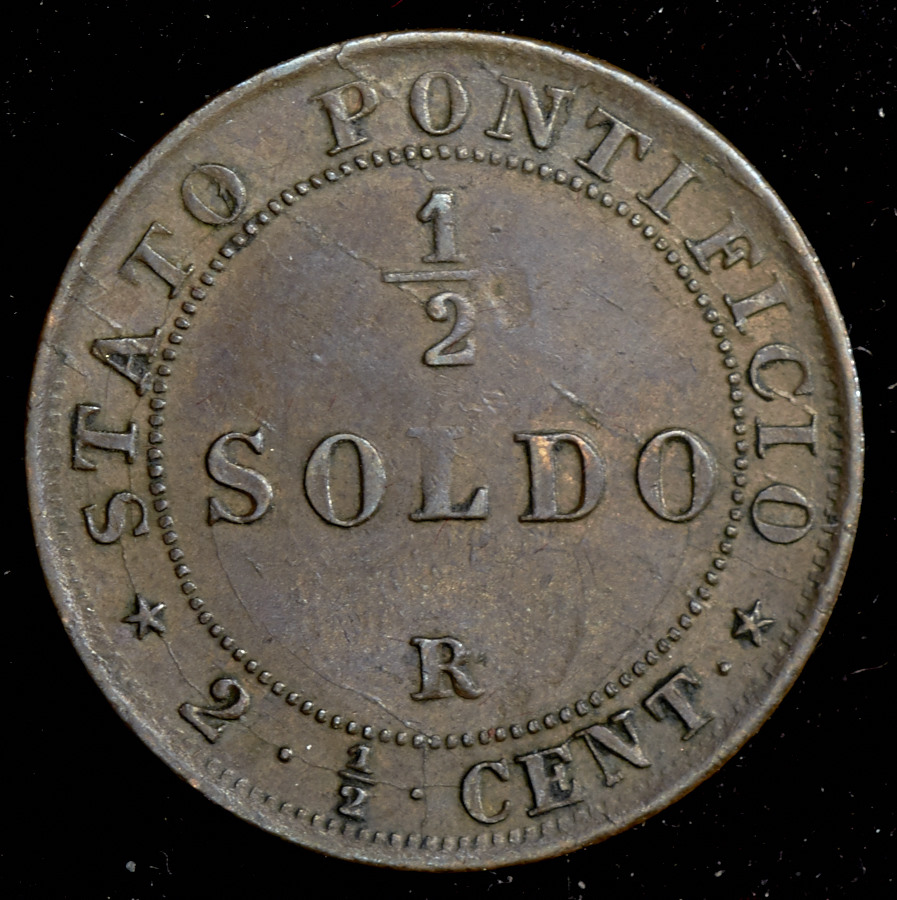 STATO PONTIFICIO
1/2
SOLDO
R
★ 2 · 1/2 · CENT. ★